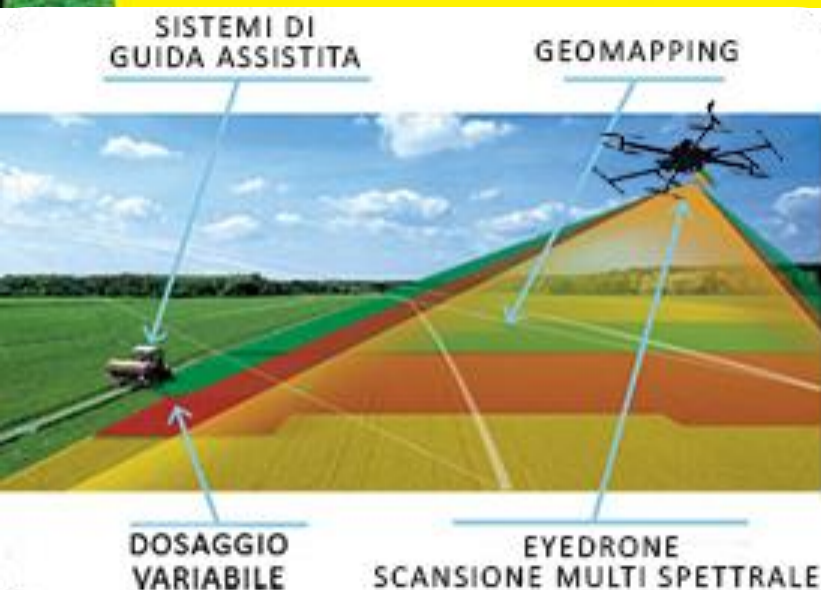 SISTEMI DI
GUIDA ASSISTITA
GEOMAPPING
DOSAGGIO
VARIABILE
EYEDRONE
SCANSIONE MULTI SPETTRALE